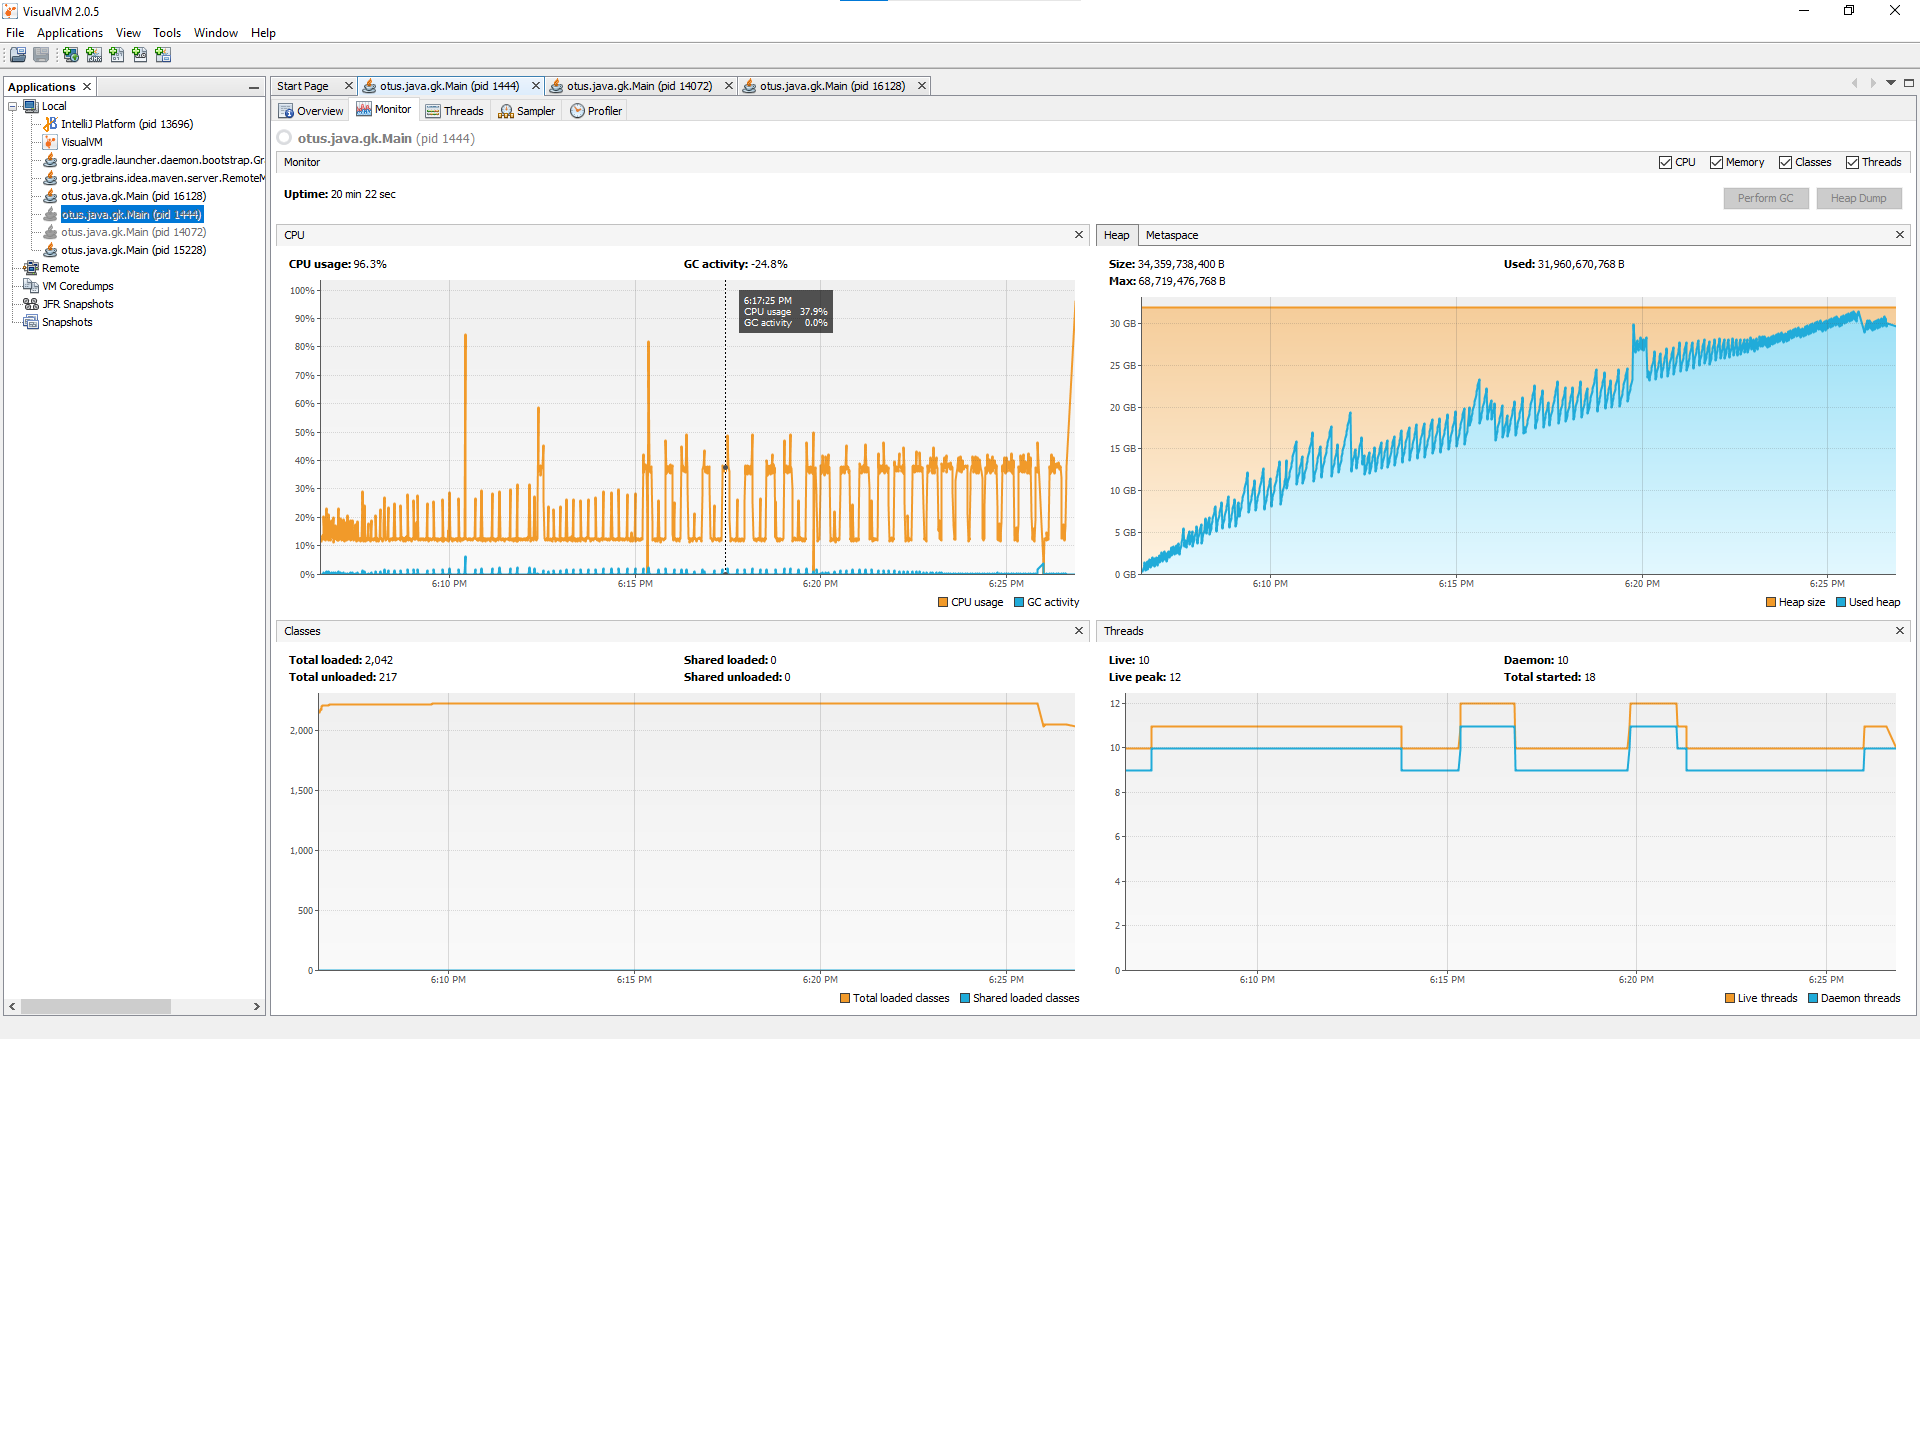 VisualVM 2.0.5
File Applications View Tools Window Help
Applications
Local
IntelliJ Platform (pid 13696)
VisualVM
org.gradle.launcher.daemon.bootstrap.Gr
org.jetbrains.idea.maven.server.RemoteM
otus.java.gk.Main (pid 16128)
otus.java.gk.Main (pid 1444)
otus.java.gk.Main (pid 14072)
otus.java.gk.Main (pid 15228)
Remote
VM Coredumps
JFR Snapshots
Snapshots
Start Page otus.java.gk.Main (pid 1444) otus.java.gk.Main (pid 14072) otus.java.gk.Main (pid 16128)
Overview Monitor Threads Sampler Profiler
otus.java.gk.Main (pid 1444)
Monitor CPU Memory Classes Threads
Uptime: 20 min 22 sec
Perform GC Heap Dump
CPU
CPU usage: 96.3% GC activity: -24.8%
100%
90%
80%
70%
60%
50%
40%
30%
20%
10%
0%
6:17:25 PM
CPU usage 37.9%
GC activity 0.0%
6:10 PM 6:15 PM 6:20 PM 6:25 PM
CPU usage GC activity
Heap Metaspace
Size: 34,359,738,400 B Used: 31,960,670,768 B
Max: 68,719,476,768 B
30 GB
25 GB
20 GB
15 GB
10 GB
5 GB
0 GB
6:10 PM 6:15 PM 6:20 PM 6:25 PM
Heap size Used heap
Classes
Total loaded: 2,042 Shared loaded: 0
Total unloaded: 217 Shared unloaded: 0
2,000
1,500
1,000
500
0
6:10 PM 6:15 PM 6:20 PM 6:25 PM
Total loaded classes Shared loaded classes
Threads
Live: 10 Daemon: 10
Live peak: 12 Total started: 18
12
10
8
6
4
2
0
6:10 PM 6:15 PM 6:20 PM 6:25 PM
Live threads Daemon threads